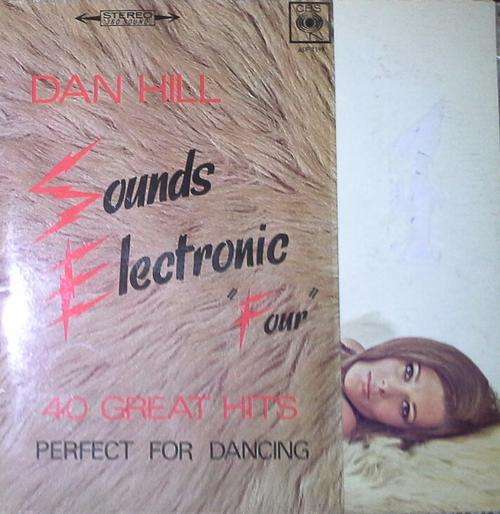 STEREO
CBS
DAN HILL
Sounds
Electronic
"Four"
40 GREAT HITS
PERFECT FOR DANCING